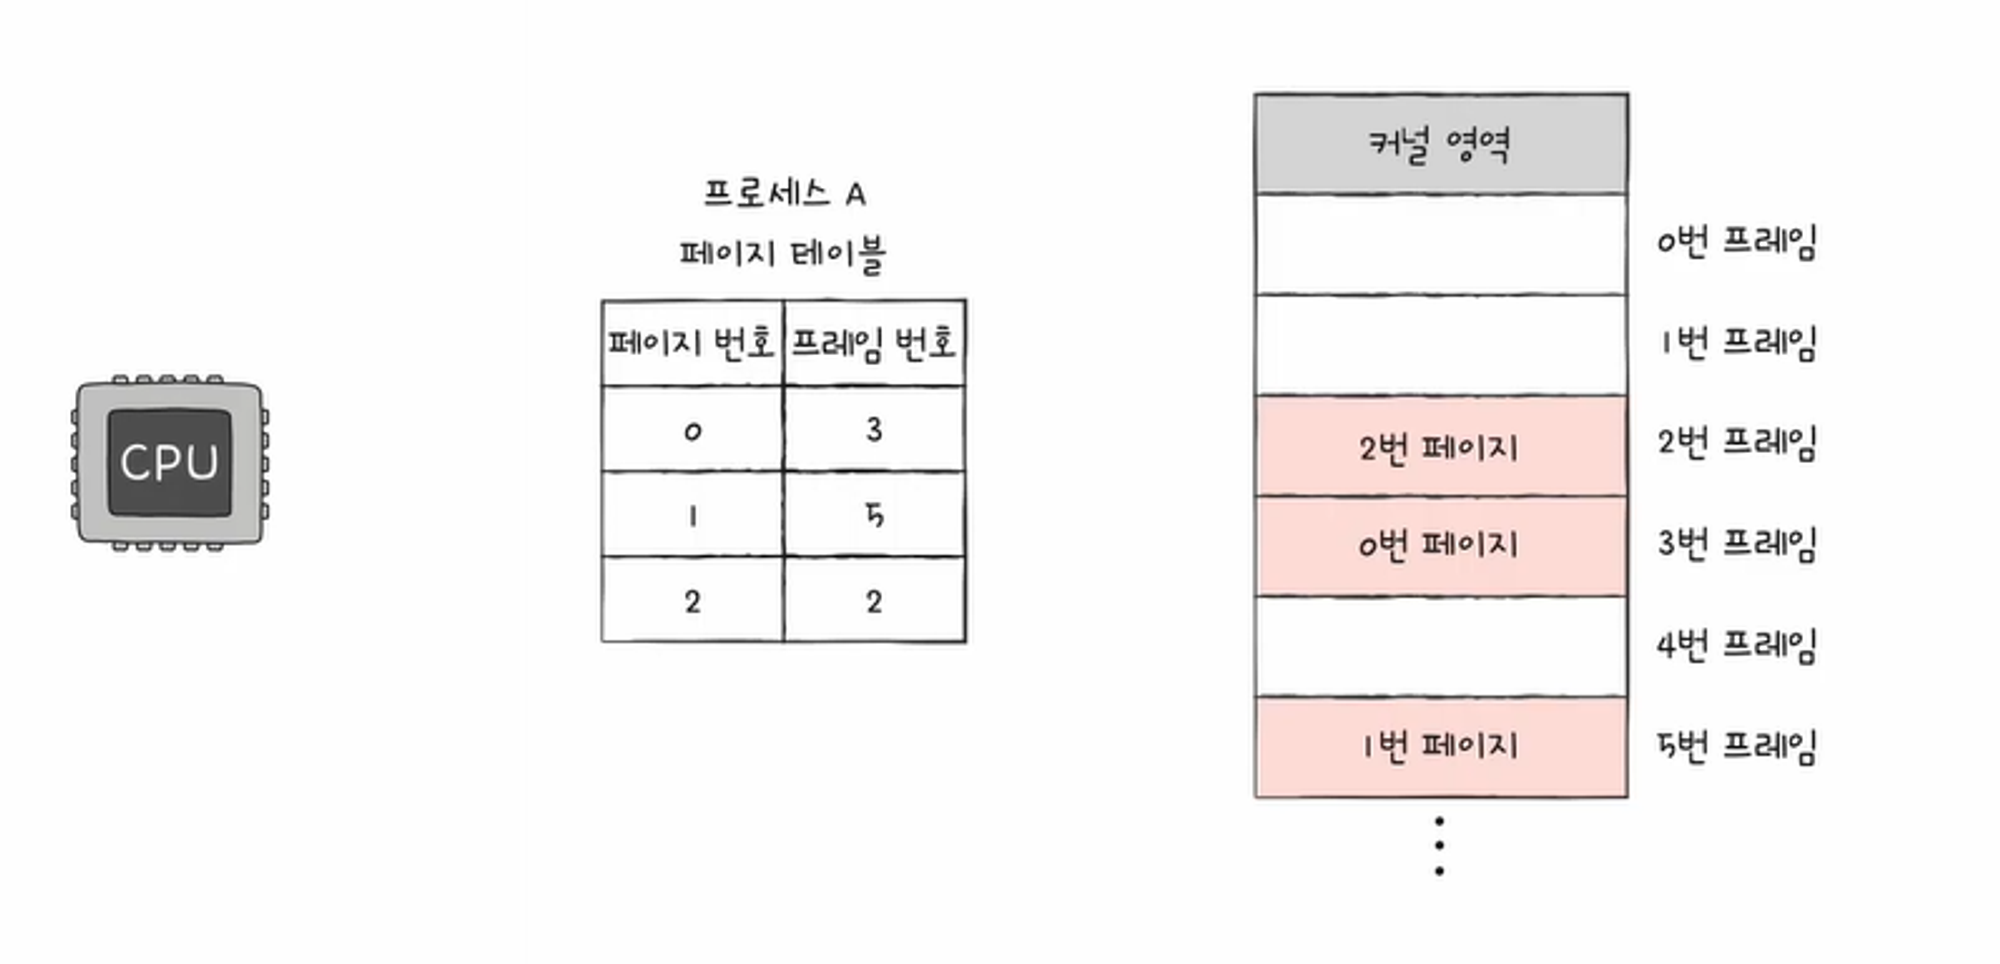 CPU
프로세스 A
페이지 테이블
페이지 번호 프레임 번호
0 3
1 5
2 2
커널 영역
0번 프레임
1번 프레임
2번 페이지 2번 프레임
0번 페이지 3번 프레임
4번 프레임
1번 페이지 5번 프레임